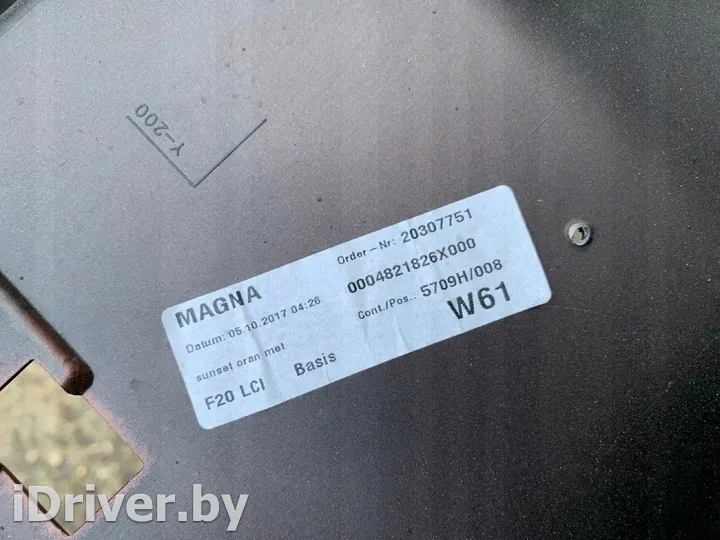 Y-200
MAGNA
Order-Nr: 20307751
Datum: 05.10.2017 04:26
0004821826X000
sunset oran met
Cont./Pos.: 5709H/008
F20 LCI Basis
W61
iDriver.by